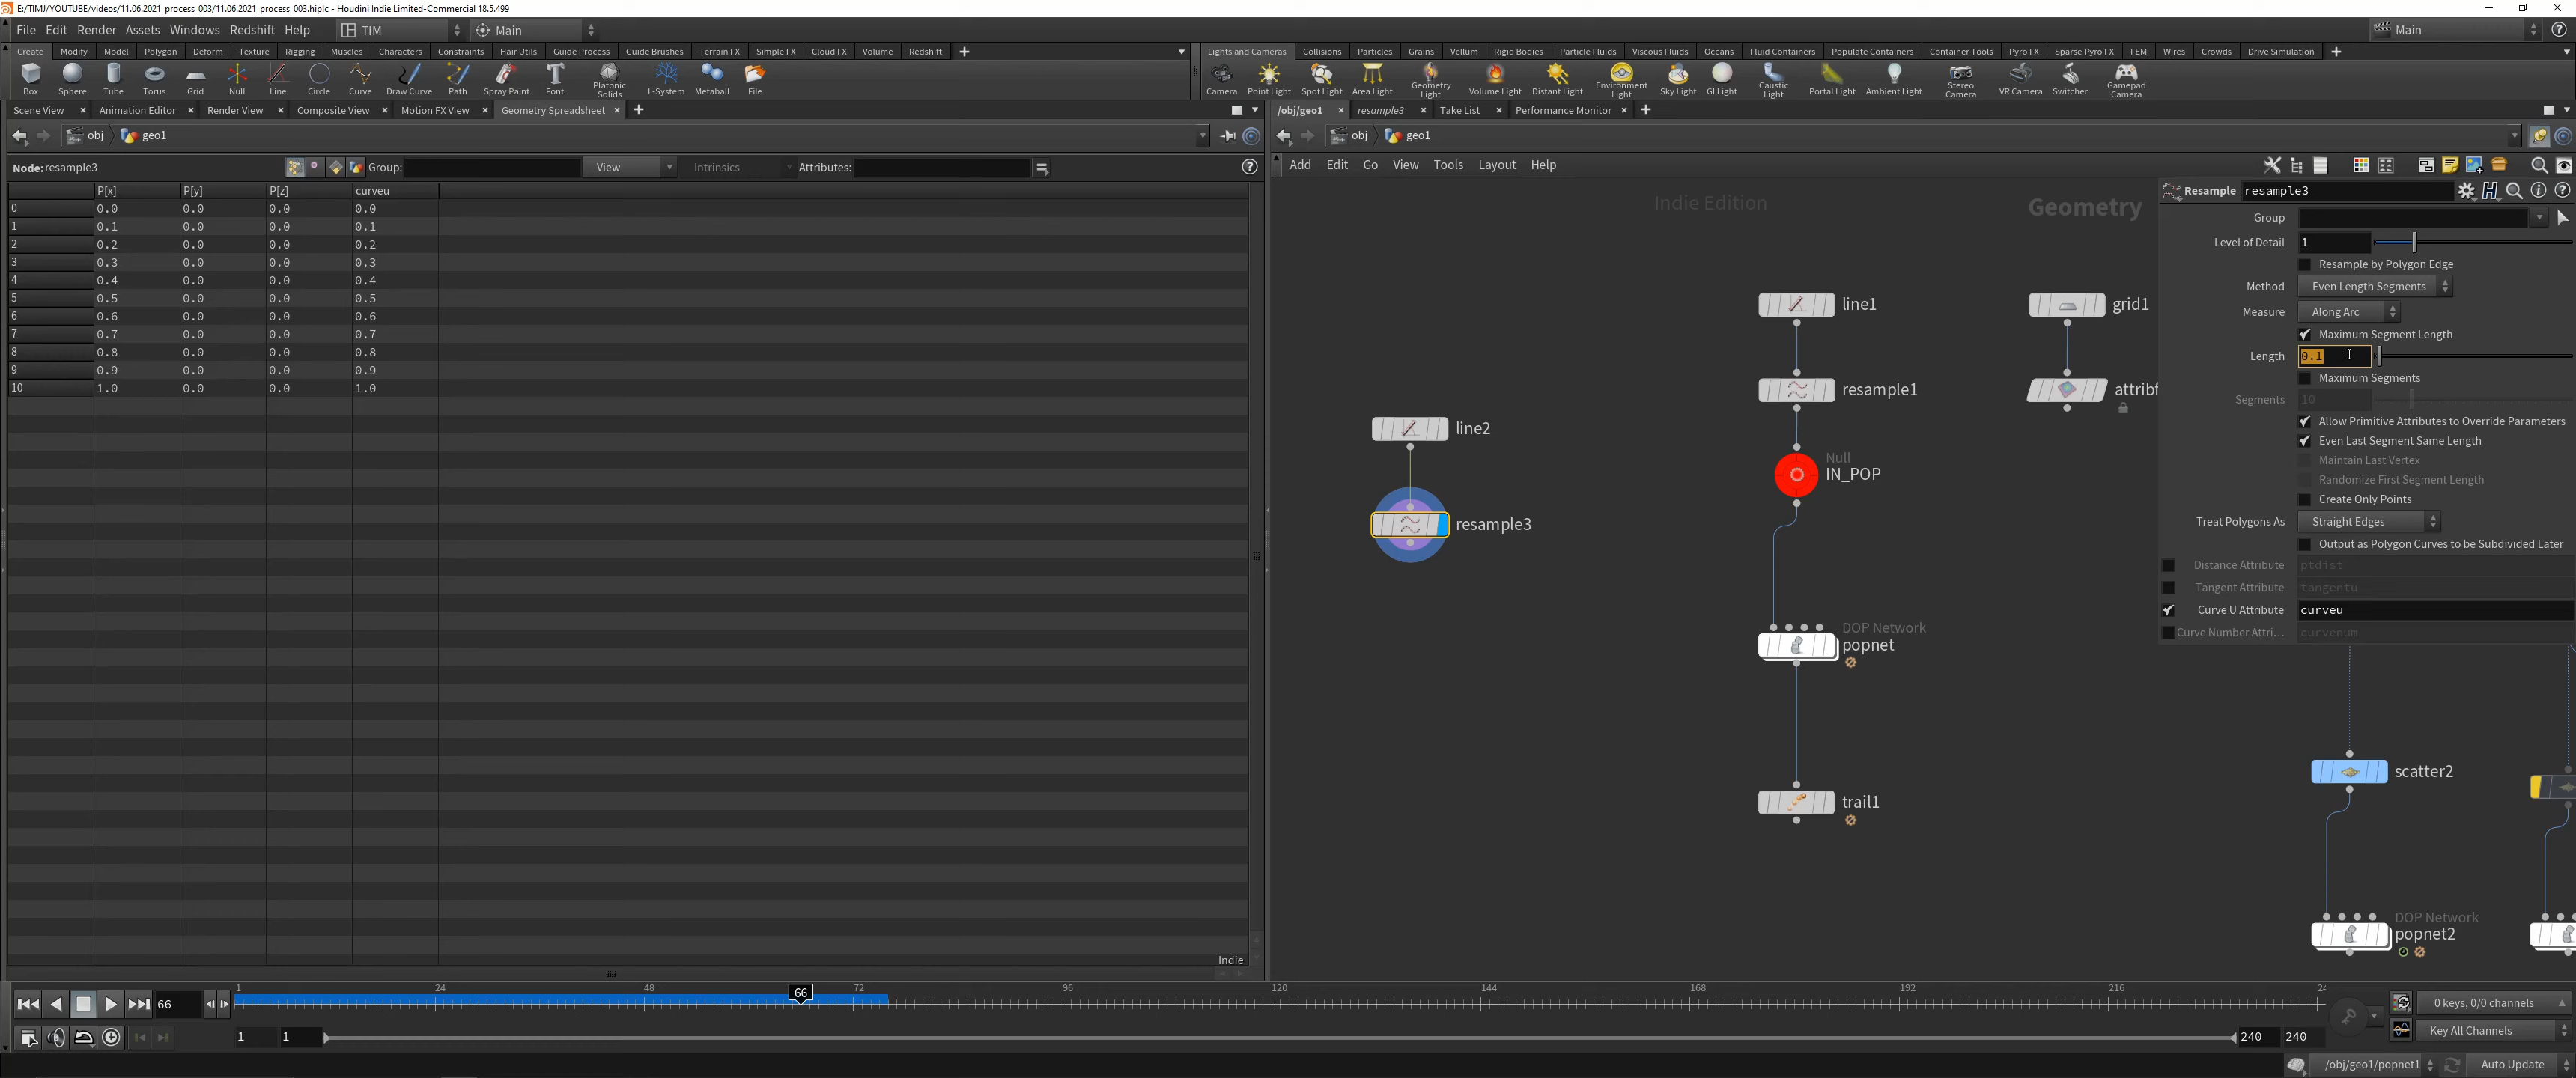 E:/TIMJ/YOUTUBE/videos/11.06.2021_process_003/11.06.2021_process_003.hiplc - Houdini Indie Limited-Commercial 18.5.499
File Edit Render Assets Windows Redshift Help TIM Main Main
Create Modify Model Polygon Deform Texture Rigging Muscles Characters Constraints Hair Utils Guide Process Guide Brushes Terrain FX Simple FX Cloud FX Volume Redshift
Lights and Cameras Collisions Particles Grains Vellum Rigid Bodies Particle Fluids Viscous Fluids Oceans Fluid Containers Populate Containers Container Tools Pyro FX Sparse Pyro FX FEM Wires Crowds Drive Simulation
Box Sphere Tube Torus Grid Null Line Circle Curve Draw Curve Path Spray Paint Font Platonic Solids L-System Metaball File
Camera Point Light Spot Light Area Light Geometry Light Volume Light Distant Light Environment Light Sky Light GI Light Caustic Light Portal Light Ambient Light Stereo Camera VR Camera Switcher Gamepad Camera
Scene View Animation Editor Render View Composite View Motion FX View Geometry Spreadsheet
/obj/geo1 resample3 Take List Performance Monitor
obj geo1
obj geo1
Node: resample3 Group: View Intrinsics Attributes:
Add Edit Go View Tools Layout Help
P[x] P[y] P[z] curveu
0 0.0 0.0 0.0 0.0
1 0.1 0.0 0.0 0.1
2 0.2 0.0 0.0 0.2
3 0.3 0.0 0.0 0.3
4 0.4 0.0 0.0 0.4
5 0.5 0.0 0.0 0.5
6 0.6 0.0 0.0 0.6
7 0.7 0.0 0.0 0.7
8 0.8 0.0 0.0 0.8
9 0.9 0.0 0.0 0.9
10 1.0 0.0 0.0 1.0
Indie
Indie Edition
Geometry
line2
resample3
line1
resample1
Null
IN_POP
DOP Network
popnet
trail1
grid1
attribf
scatter2
DOP Network
popnet2
Resample resample3
Group
Level of Detail 1
Resample by Polygon Edge
Method Even Length Segments
Measure Along Arc
Maximum Segment Length
Length 0.1
Maximum Segments
Segments 10
Allow Primitive Attributes to Override Parameters
Even Last Segment Same Length
Maintain Last Vertex
Randomize First Segment Length
Create Only Points
Treat Polygons As Straight Edges
Output as Polygon Curves to be Subdivided Later
Distance Attribute ptdist
Tangent Attribute tangentu
Curve U Attribute curveu
Curve Number Attri... curvenum
66
1 24 48 66 72 96 120 144 168 192 216 24
0 keys, 0/0 channels
1 1 240 240
Key All Channels
/obj/geo1/popnet1 Auto Update